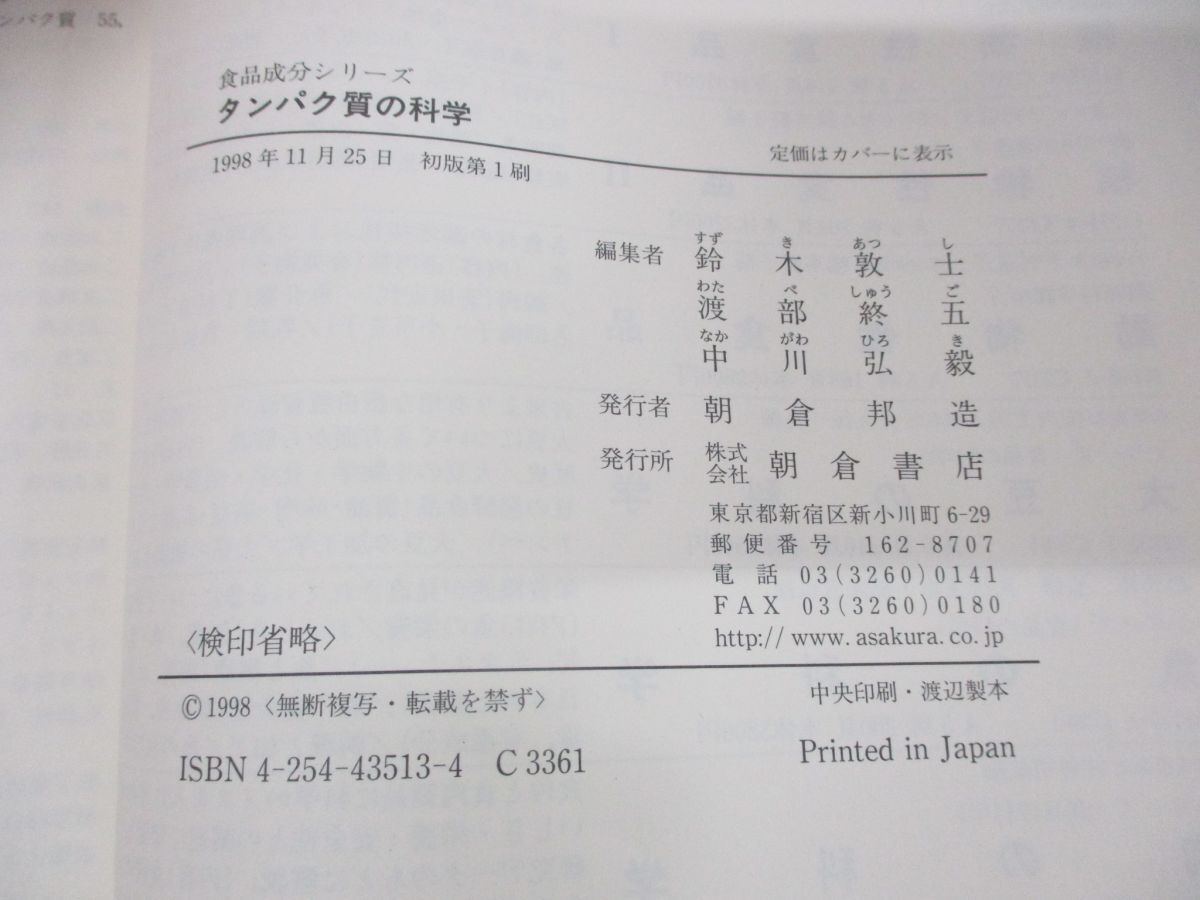 ンパク質 55,
食品成分シリーズ
タンパク質の科学
1998年11月25日 初版第1刷
定価はカバーに表示
編集者 鈴木敦士
すず き あつ し
渡部終五
わた べ しゅう ご
中川弘毅
なか がわ ひろ き
発行者 朝倉邦造
発行所 株式会社 朝倉書店
東京都新宿区新小川町6-29
郵便番号 162-8707
電話 03(3260)0141
FAX 03(3260)0180
http://www.asakura.co.jp
〈検印省略〉
©1998〈無断複写・転載を禁ず〉
中央印刷・渡辺製本
ISBN 4-254-43513-4 C3361
Printed in Japan